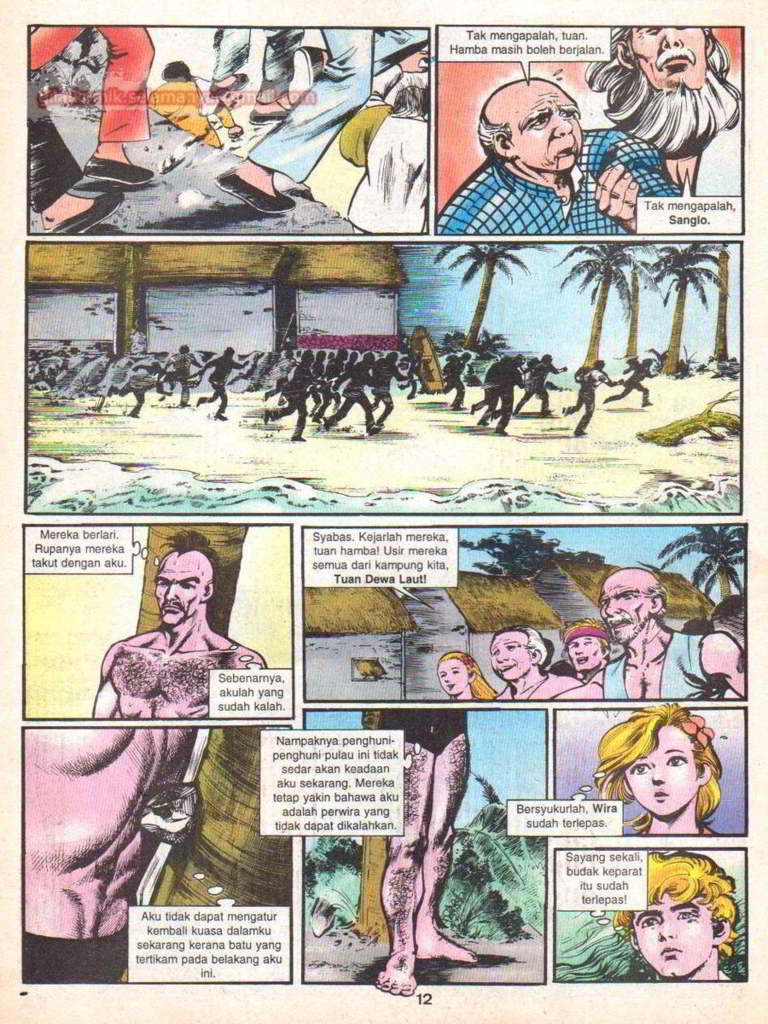 Tak mengapalah, tuan.
Hamba masih boleh berjalan.
Tak mengapalah,
Sanglo.
Mereka berlari.
Rupanya mereka
takut dengan aku.
Sebenarnya,
akulah yang
sudah kalah.
Syabas. Kejarlah mereka,
tuan hamba! Usir mereka
semua dari kampung kita,
Tuan Dewa Laut!
Aku tidak dapat mengatur
kembali kuasa dalamku
sekarang kerana batu yang
tertikam pada belakang aku
ini.
Nampaknya penghuni-
penghuni pulau ini tidak
sedar akan keadaan
aku sekarang. Mereka
tetap yakin bahawa aku
adalah perwira yang
tidak dapat dikalahkan.
Bersyukurlah, Wira
sudah terlepas.
Sayang sekali,
budak keparat
itu sudah
terlepas!
12